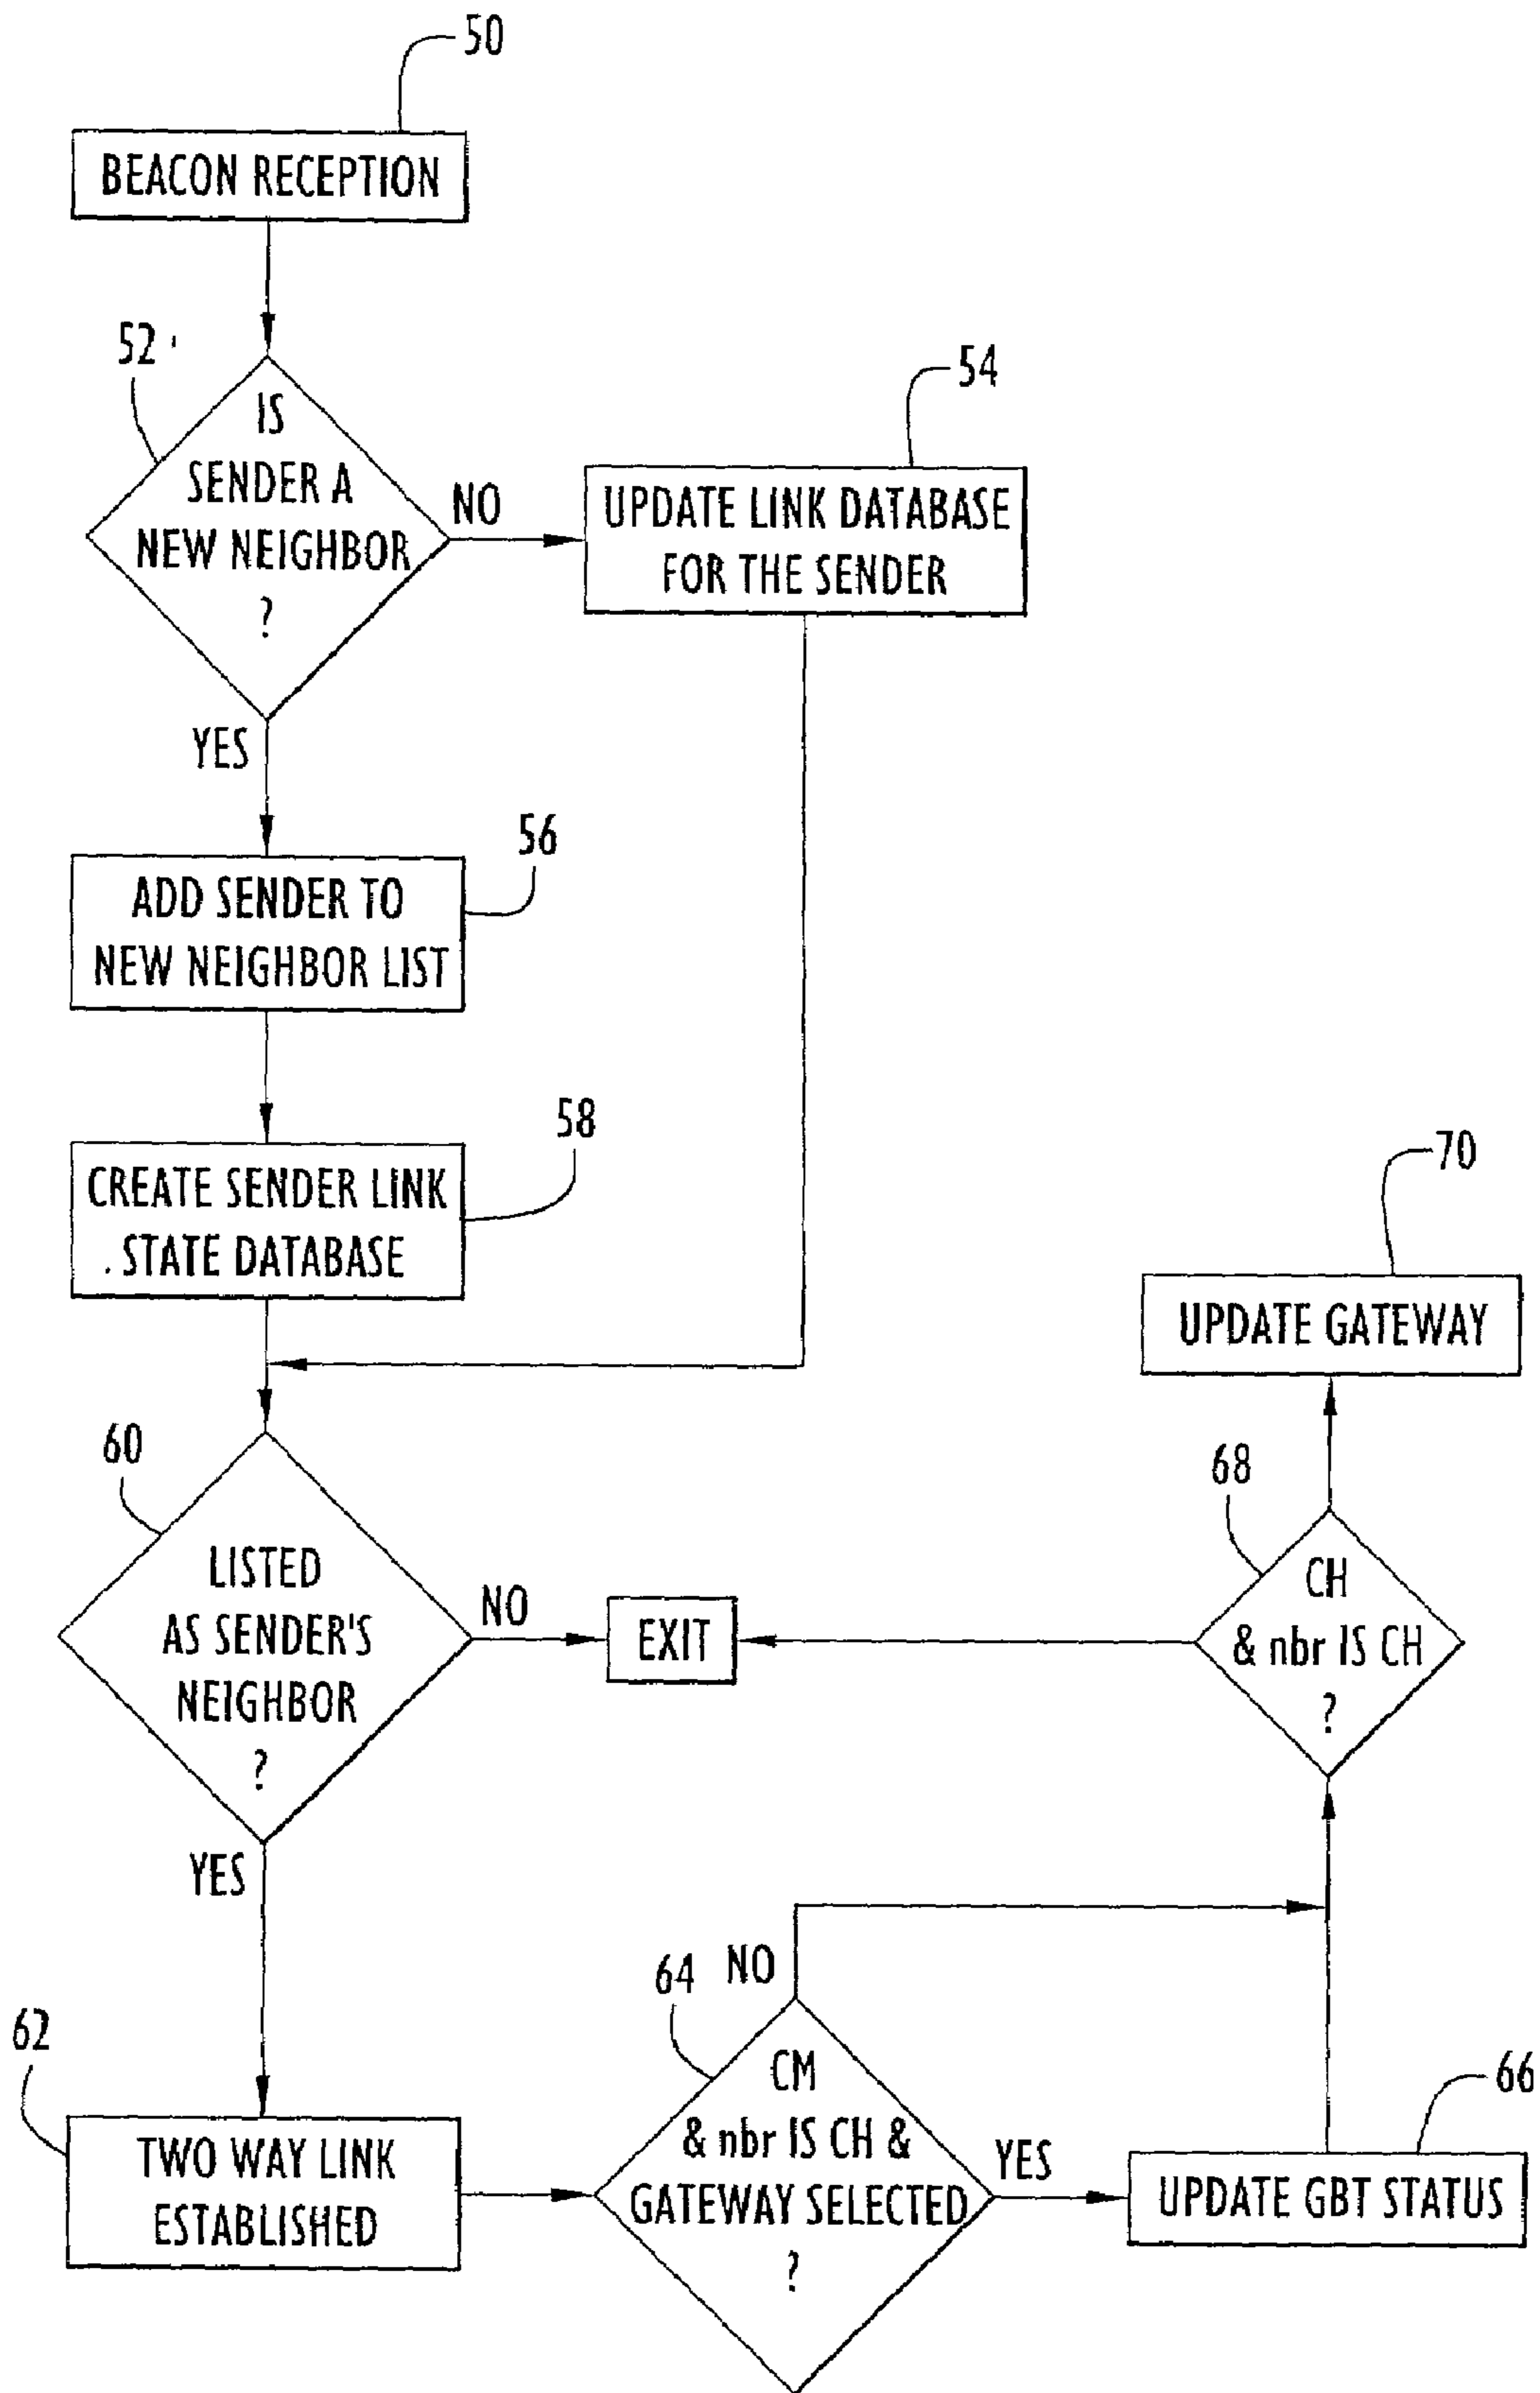 50
BEACON RECEPTION
52
IS
SENDER A
NEW NEIGHBOR
?
NO
54
UPDATE LINK DATABASE
FOR THE SENDER
YES
56
ADD SENDER TO
NEW NEIGHBOR LIST
58
CREATE SENDER LINK
STATE DATABASE
60
LISTED
AS SENDER'S
NEIGHBOR
?
NO
EXIT
YES
62
TWO WAY LINK
ESTABLISHED
64
NO
CM
& nbr IS CH &
GATEWAY SELECTED
?
YES
66
UPDATE GBT STATUS
68
CH
& nbr IS CH
?
70
UPDATE GATEWAY